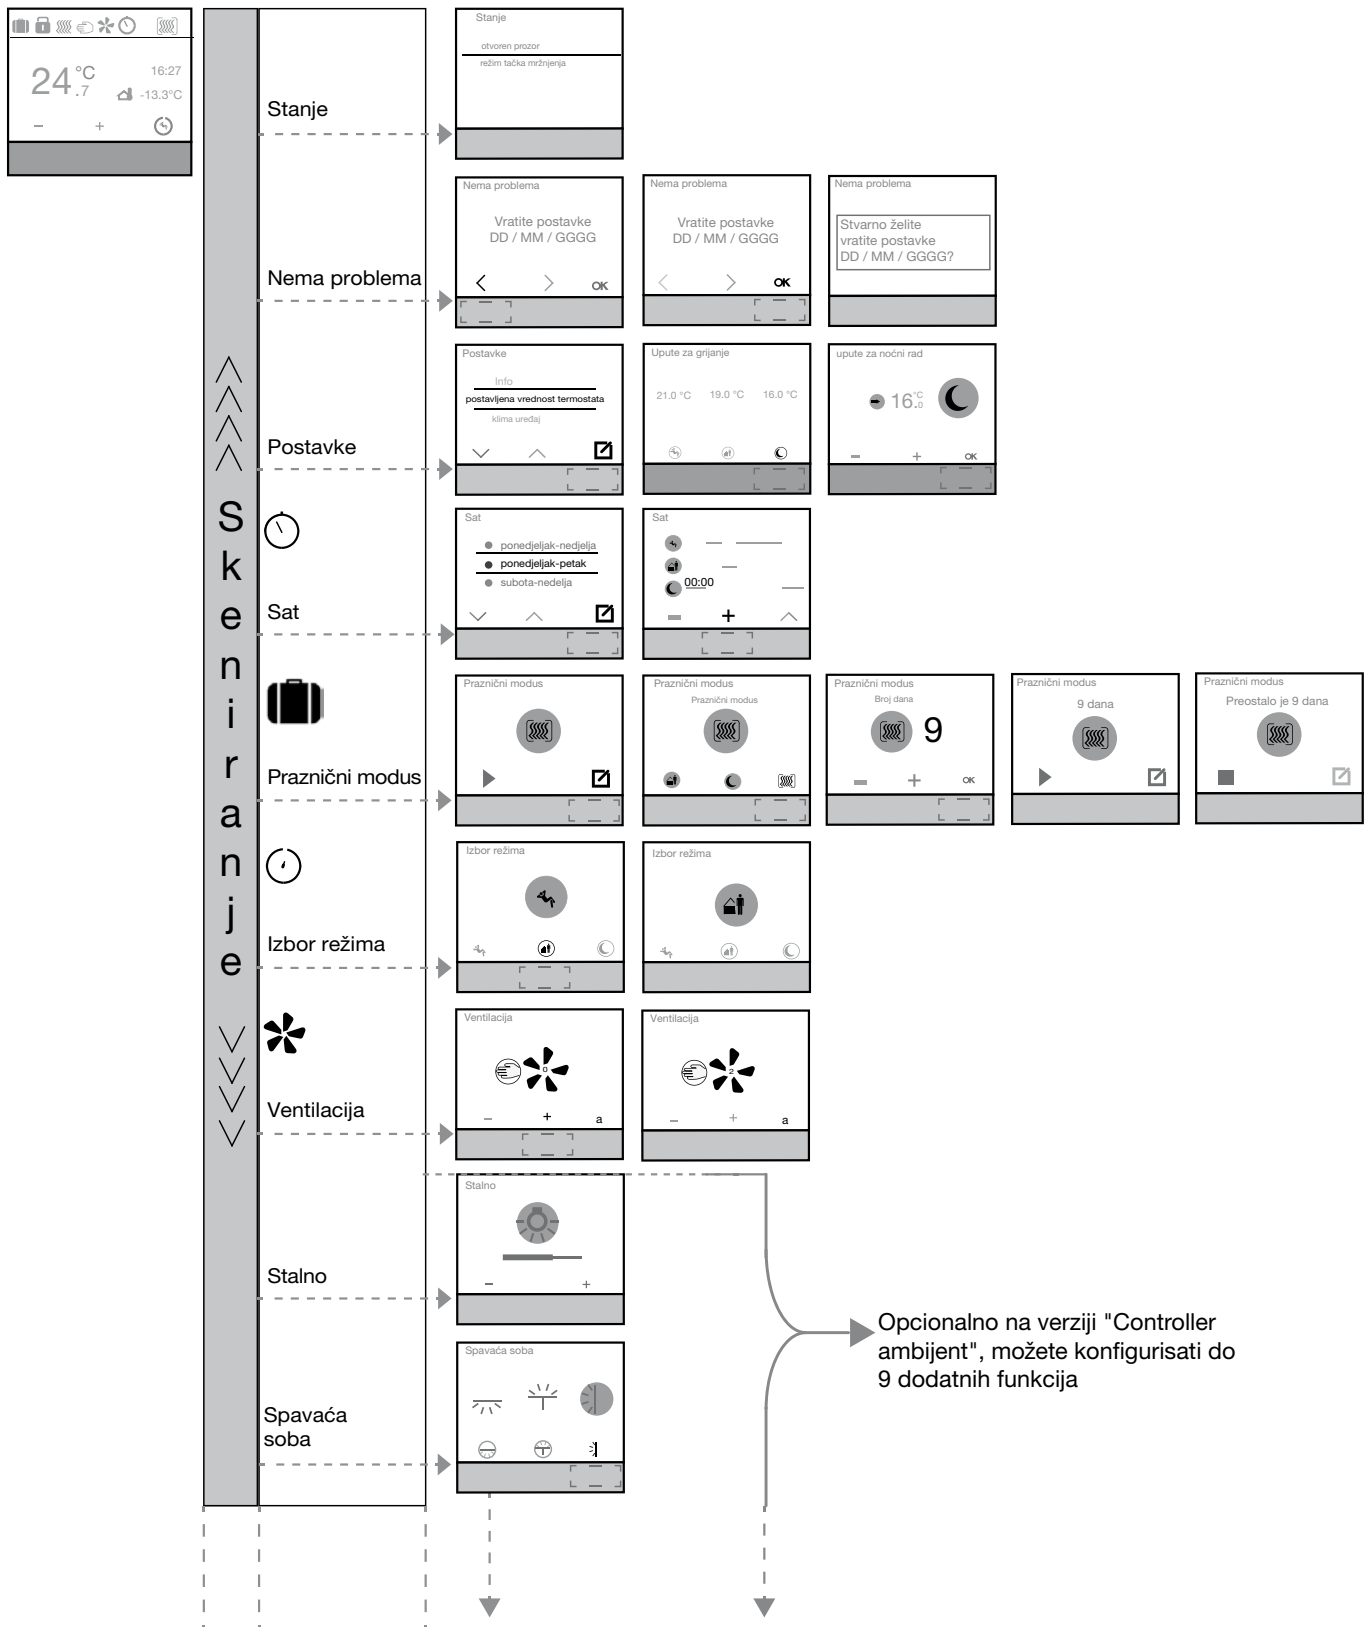 24 °C .7
16:27
-13.3°C
- +
Skeniranje
Stanje
Stanje
otvoren prozor
režim tačka mržnjenja
Nema problema
Nema problema
Vratite postavke
DD / MM / GGGG
OK
Nema problema
Vratite postavke
DD / MM / GGGG
OK
Nema problema
Stvarno želite
vratite postavke
DD / MM / GGGG?
Postavke
Postavke
Info
postavljena vrednost termostata
klima uređaj
Upute za grijanje
21.0 °C 19.0 °C 16.0 °C
upute za noćni rad
16.0 °C
- + OK
Sat
Sat
ponedjeljak-nedjelja
ponedjeljak-petak
subota-nedelja
Sat
00:00
- +
Praznični modus
Praznični modus
Praznični modus
Praznični modus
Praznični modus
Broj dana
9
- + OK
Praznični modus
9 dana
Praznični modus
Preostalo je 9 dana
Izbor režima
Izbor režima
Izbor režima
Ventilacija
Ventilacija
0
- + a
Ventilacija
2
- + a
Stalno
Stalno
- +
Spavaća
soba
Spavaća soba
Opcionalno na verziji "Controller
ambijent", možete konfigurisati do
9 dodatnih funkcija